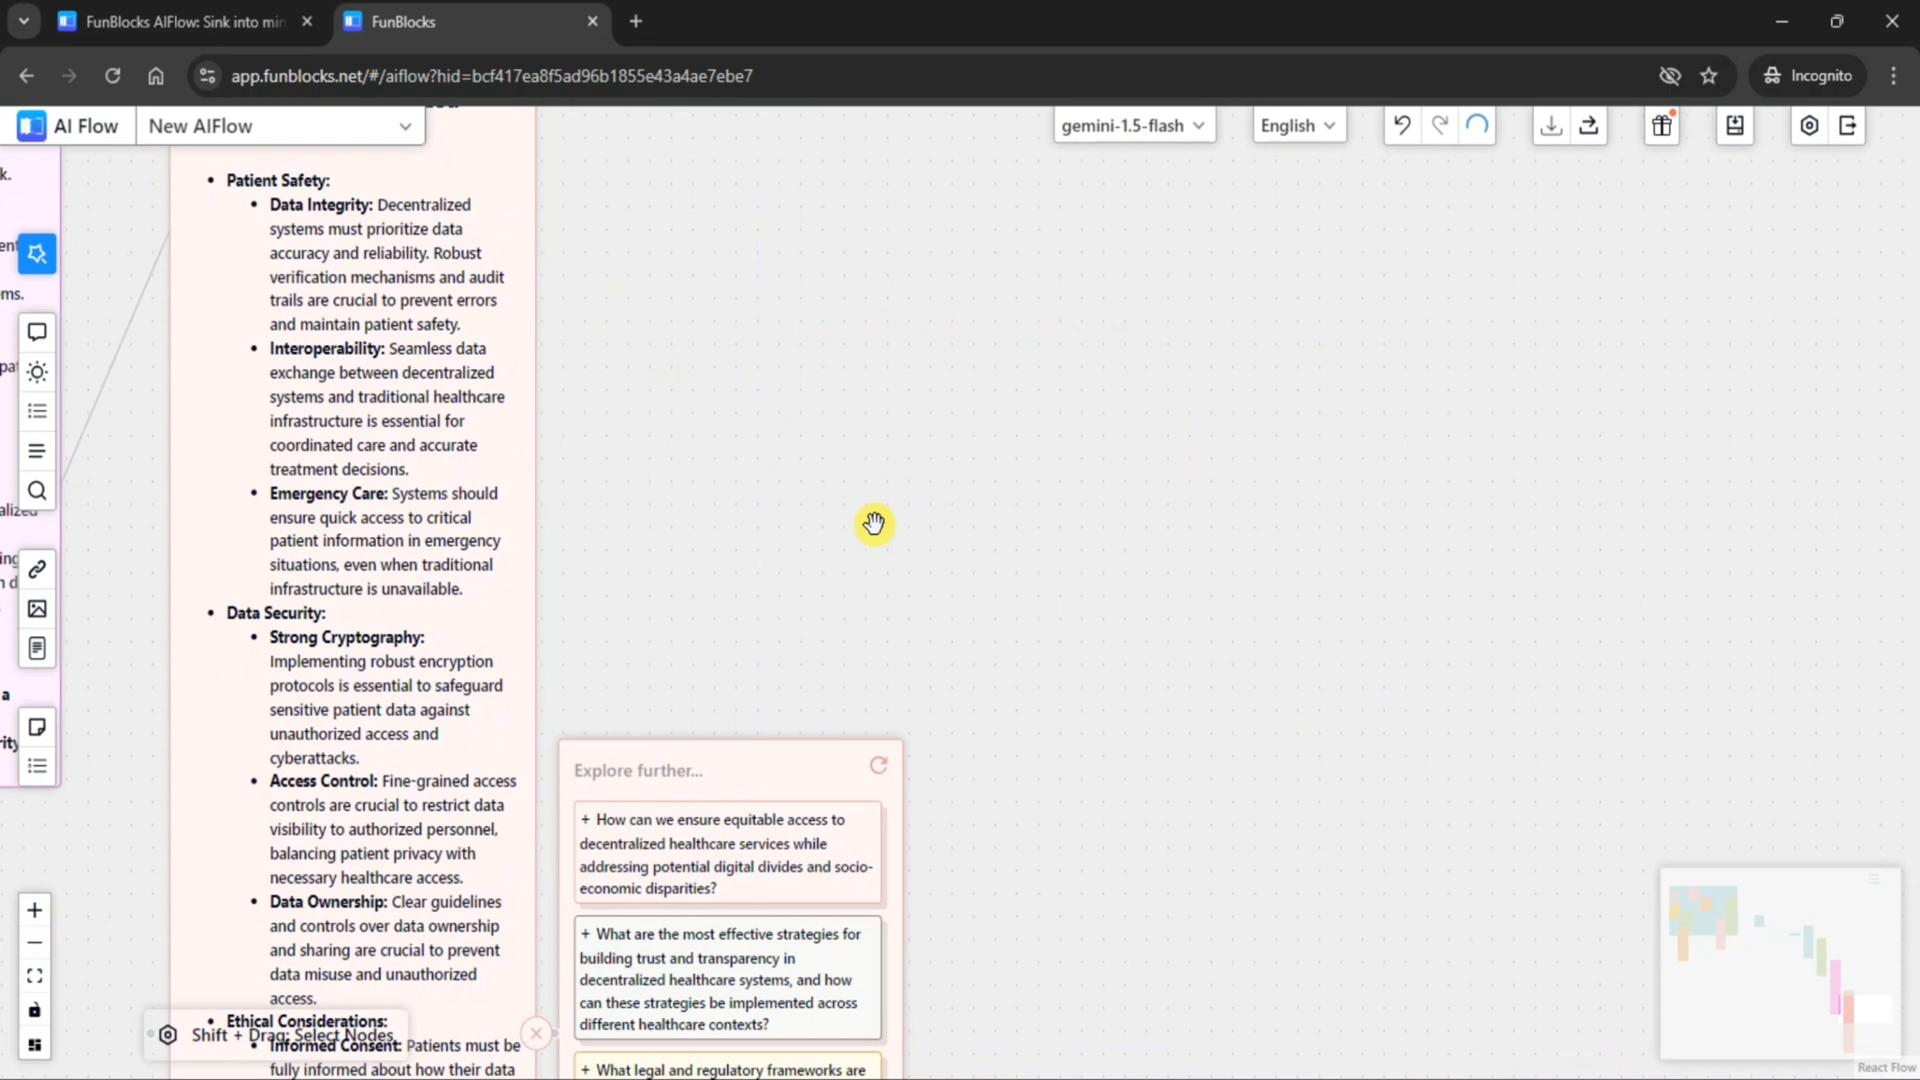 FunBlocks AIFlow: Sink into min
FunBlocks
app.funblocks.net/#/aiflow?hid=bcf417ea8f5ad96b1855e43a4ae7ebe7
Incognito
AI Flow
New AIFlow
gemini-1.5-flash
English
k.
ent
ms.
pat
alized
ing
n d
a
rity
• Patient Safety:
• Data Integrity: Decentralized
systems must prioritize data
accuracy and reliability. Robust
verification mechanisms and audit
trails are crucial to prevent errors
and maintain patient safety.
• Interoperability: Seamless data
exchange between decentralized
systems and traditional healthcare
infrastructure is essential for
coordinated care and accurate
treatment decisions.
• Emergency Care: Systems should
ensure quick access to critical
patient information in emergency
situations, even when traditional
infrastructure is unavailable.
• Data Security:
• Strong Cryptography:
Implementing robust encryption
protocols is essential to safeguard
sensitive patient data against
unauthorized access and
cyberattacks.
• Access Control: Fine-grained access
controls are crucial to restrict data
visibility to authorized personnel,
balancing patient privacy with
necessary healthcare access.
• Data Ownership: Clear guidelines
and controls over data ownership
and sharing are crucial to prevent
data misuse and unauthorized
access.
• Ethical Considerations:
• Informed Consent: Patients must be
fully informed about how their data
Shift + Drag: Select Nodes
Explore further...
+ How can we ensure equitable access to
decentralized healthcare services while
addressing potential digital divides and socio-
economic disparities?
+ What are the most effective strategies for
building trust and transparency in
decentralized healthcare systems, and how
can these strategies be implemented across
different healthcare contexts?
+ What legal and regulatory frameworks are
React Flow